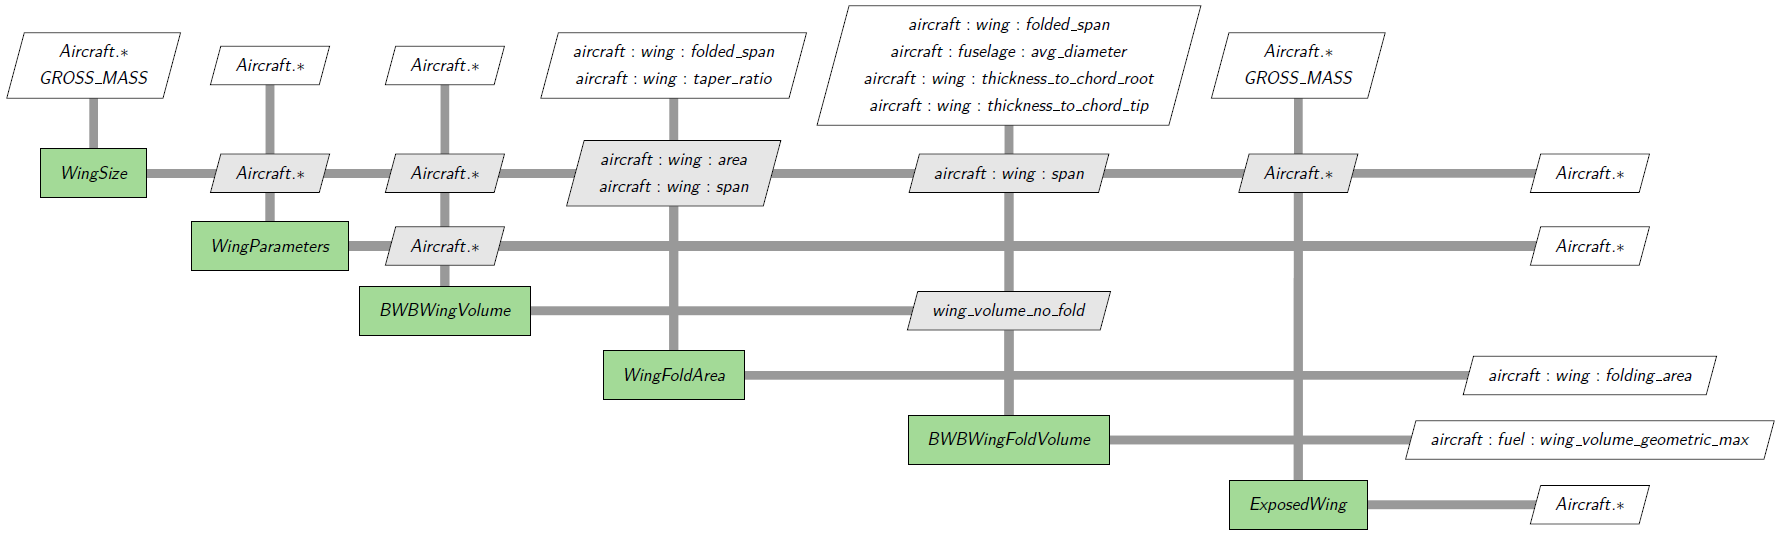 Aircraft.∗
GROSS_MASS
Aircraft.∗
Aircraft.∗
aircraft : wing : folded_span
aircraft : wing : taper_ratio
aircraft : wing : folded_span
aircraft : fuselage : avg_diameter
aircraft : wing : thickness_to_chord_root
aircraft : wing : thickness_to_chord_tip
Aircraft.∗
GROSS_MASS
WingSize
Aircraft.∗
Aircraft.∗
aircraft : wing : area
aircraft : wing : span
aircraft : wing : span
Aircraft.∗
Aircraft.∗
WingParameters
Aircraft.∗
Aircraft.∗
BWBWingVolume
wing_volume_no_fold
WingFoldArea
aircraft : wing : folding_area
BWBWingFoldVolume
aircraft : fuel : wing_volume_geometric_max
ExposedWing
Aircraft.∗